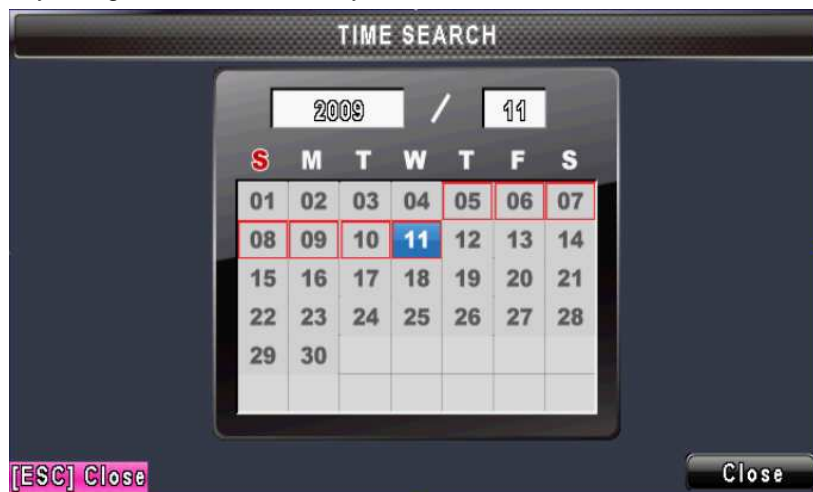 TIME SEARCH
2009 / 11
S M T W T F S
01 02 03 04 05 06 07
08 09 10 11 12 13 14
15 16 17 18 19 20 21
22 23 24 25 26 27 28
29 30
[ESC] Close Close